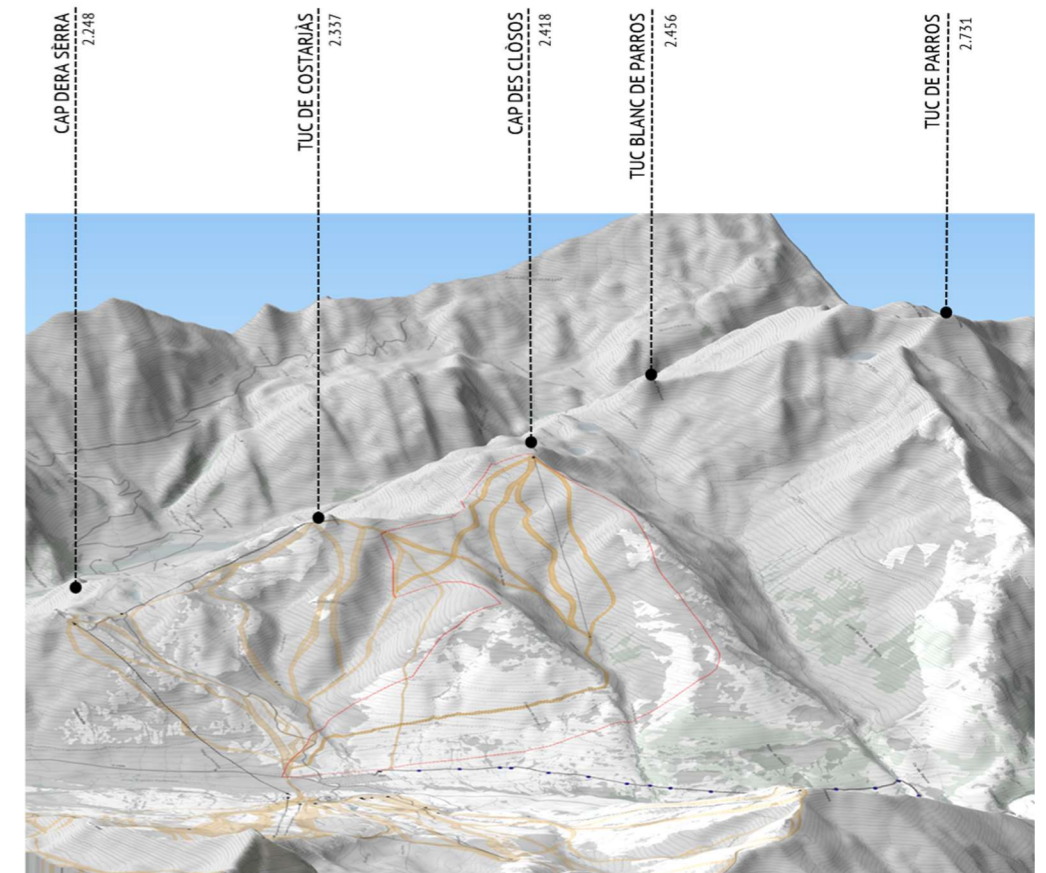 CAP DERA SÈRRA
2.248
TUC DE COSTARJÀS
2.337
CAP DES CLÒSOS
2.418
TUC BLANC DE PARROS
2.456
TUC DE PARROS
2.731